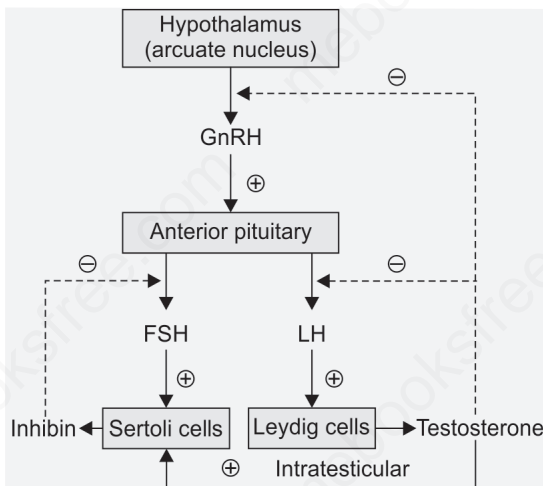 Hypothalamus
(arcuate nucleus)
⊖
GnRH
⊕
Anterior pituitary
⊖
⊖
FSH
LH
⊕
⊕
Inhibin
Sertoli cells
Leydig cells
Testosterone
⊕
Intratesticular